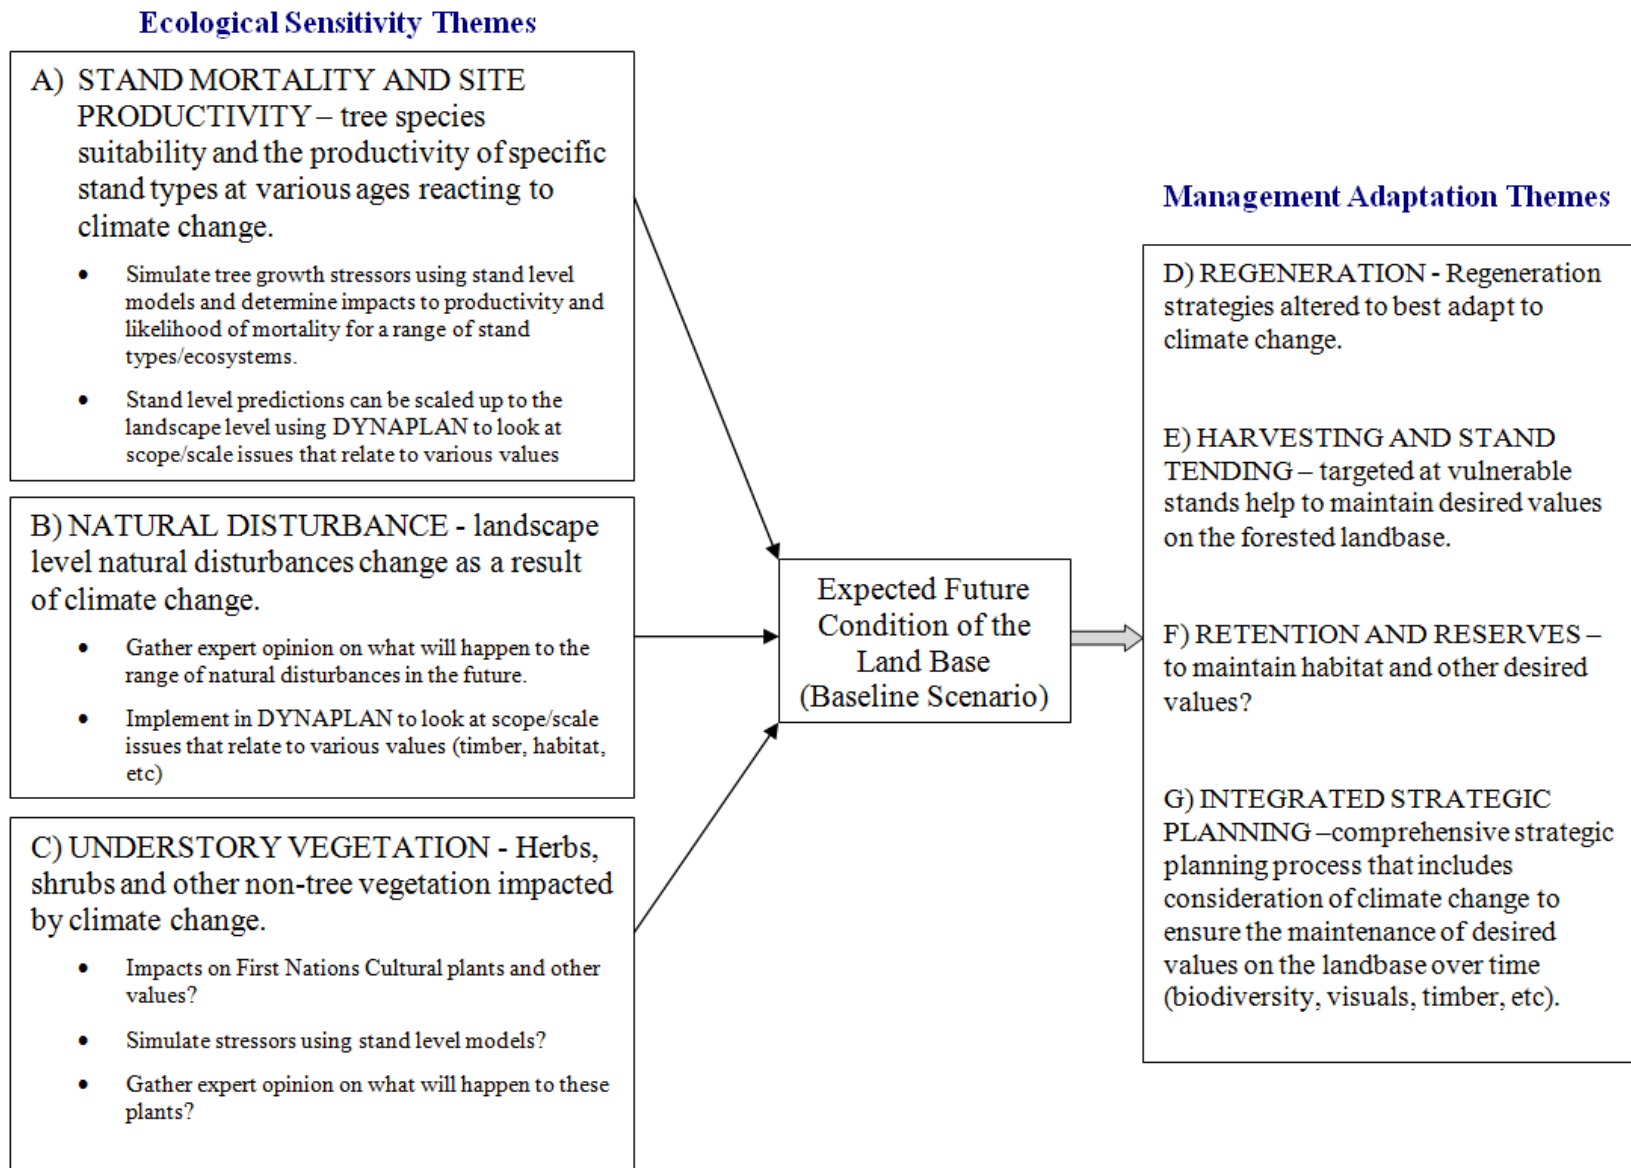 Ecological Sensitivity Themes
A) STAND MORTALITY AND SITE
PRODUCTIVITY – tree species
suitability and the productivity of specific
stand types at various ages reacting to
climate change.
• Simulate tree growth stressors using stand level
models and determine impacts to productivity and
likelihood of mortality for a range of stand
types/ecosystems.
• Stand level predictions can be scaled up to the
landscape level using DYNAPLAN to look at
scope/scale issues that relate to various values
B) NATURAL DISTURBANCE - landscape
level natural disturbances change as a result
of climate change.
• Gather expert opinion on what will happen to the
range of natural disturbances in the future.
• Implement in DYNAPLAN to look at scope/scale
issues that relate to various values (timber, habitat,
etc)
C) UNDERSTORY VEGETATION - Herbs,
shrubs and other non-tree vegetation impacted
by climate change.
• Impacts on First Nations Cultural plants and other
values?
• Simulate stressors using stand level models?
• Gather expert opinion on what will happen to these
plants?
Expected Future
Condition of the
Land Base
(Baseline Scenario)
Management Adaptation Themes
D) REGENERATION - Regeneration
strategies altered to best adapt to
climate change.
E) HARVESTING AND STAND
TENDING – targeted at vulnerable
stands help to maintain desired values
on the forested landbase.
F) RETENTION AND RESERVES –
to maintain habitat and other desired
values?
G) INTEGRATED STRATEGIC
PLANNING –comprehensive strategic
planning process that includes
consideration of climate change to
ensure the maintenance of desired
values on the landbase over time
(biodiversity, visuals, timber, etc).